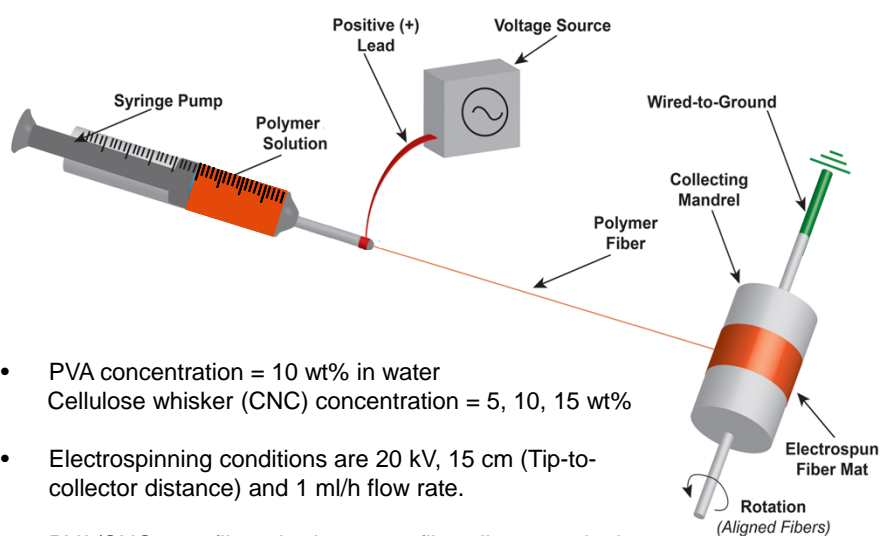 Positive (+)
Lead
Voltage Source
Syringe Pump
Polymer
Solution
Wired-to-Ground
Collecting
Mandrel
Polymer
Fiber
• PVA concentration = 10 wt% in water
Cellulose whisker (CNC) concentration = 5, 10, 15 wt%
• Electrospinning conditions are 20 kV, 15 cm (Tip-to-
collector distance) and 1 ml/h flow rate.
Electrospun
Fiber Mat
Rotation
(Aligned Fibers)